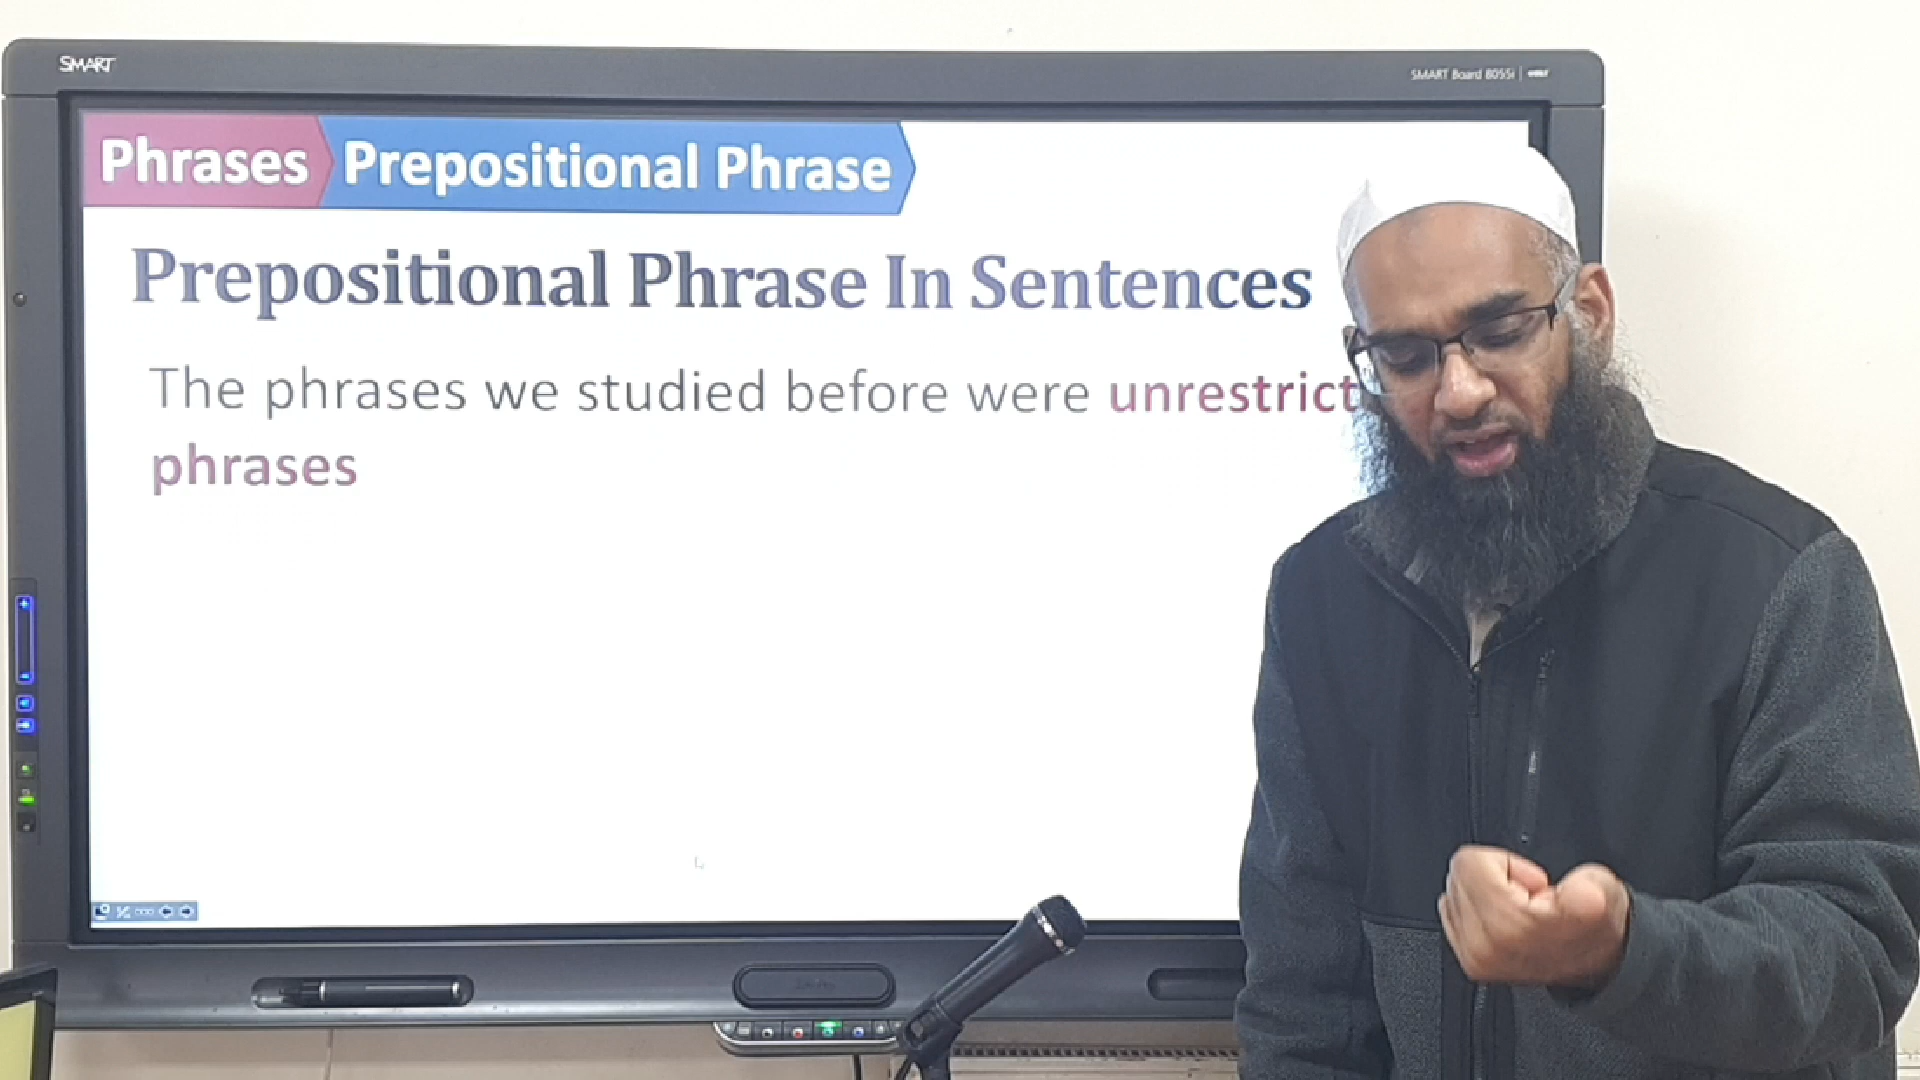 SMART
SMART Board 8055i
Phrases Prepositional Phrase
Prepositional Phrase In Sentences
The phrases we studied before were unrestrict
phrases